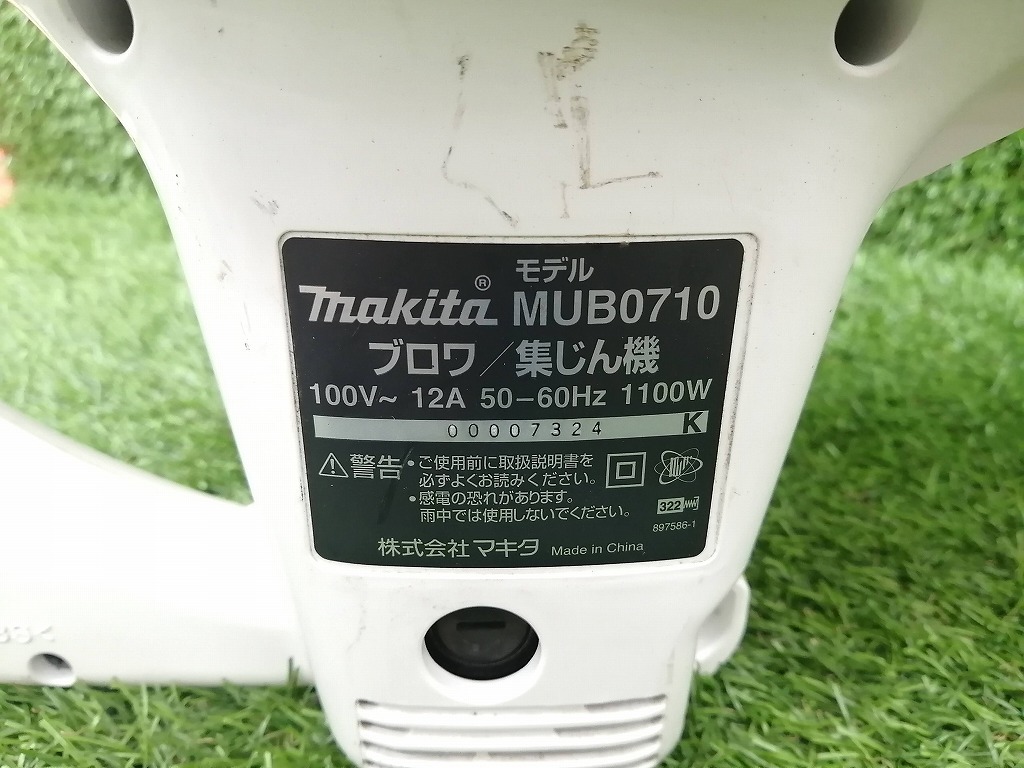 モデル
makita® MUB0710
ブロワ／集じん機
100V~ 12A 50-60Hz 1100W
00007324 K
警告 ・ご使用前に取扱説明書を
必ずよくお読みください。
・感電の恐れがあります。
雨中では使用しないでください。
322
897586-1
株式会社マキタ Made in China